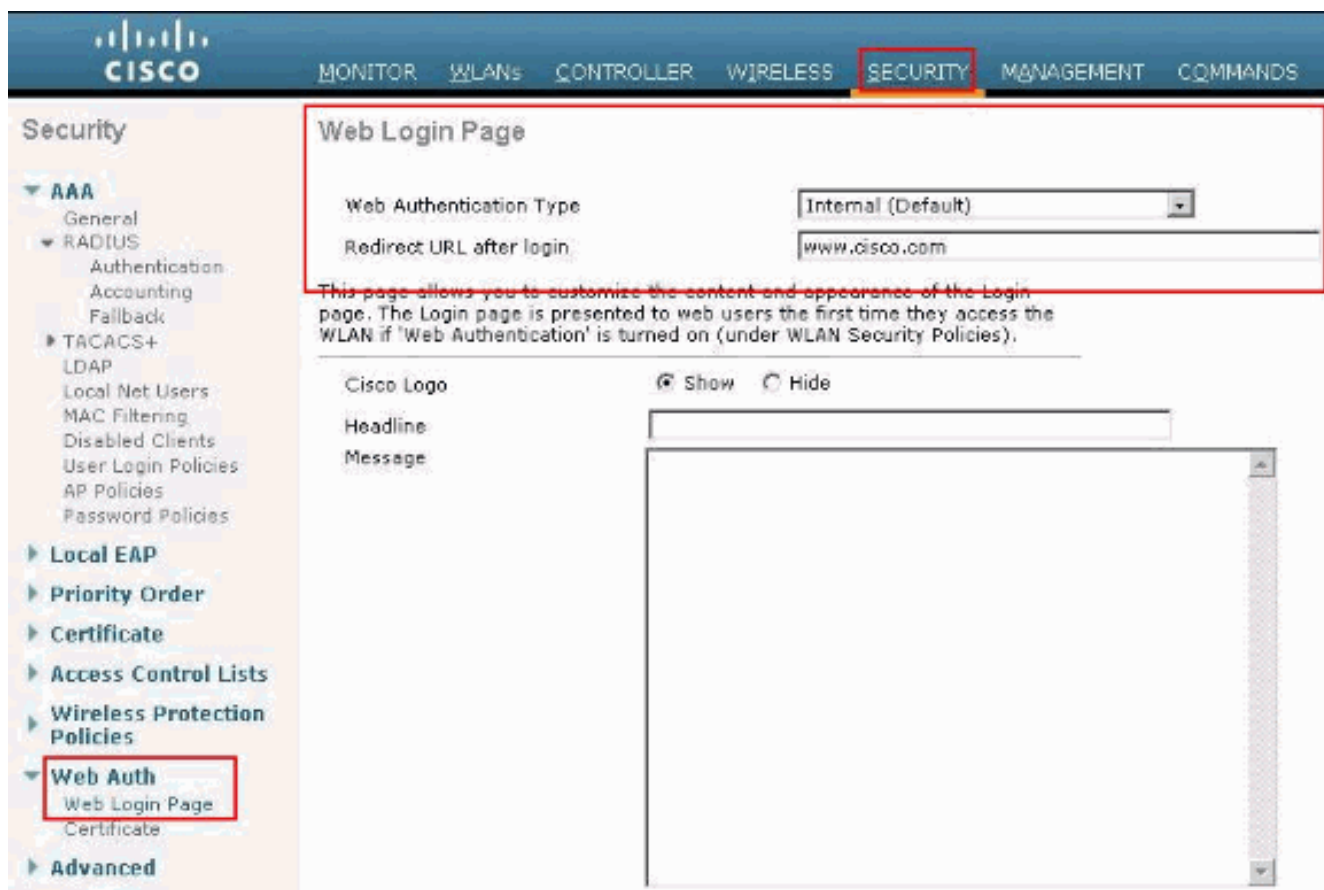 CISCO
MONITOR WLANs CONTROLLER WIRELESS SECURITY MANAGEMENT COMMANDS
Security
AAA
General
RADIUS
Authentication
Accounting
Fallback
TACACS+
LDAP
Local Net Users
MAC Filtering
Disabled Clients
User Login Policies
AP Policies
Password Policies
Local EAP
Priority Order
Certificate
Access Control Lists
Wireless Protection
Policies
Web Auth
Web Login Page
Certificate
Advanced
Web Login Page
Web Authentication Type Internal (Default)
Redirect URL after login www.cisco.com
This page allows you to customize the content and appearance of the Login
page. The Login page is presented to web users the first time they access the
WLAN if 'Web Authentication' is turned on (under WLAN Security Policies).
Cisco Logo Show Hide
Headline
Message